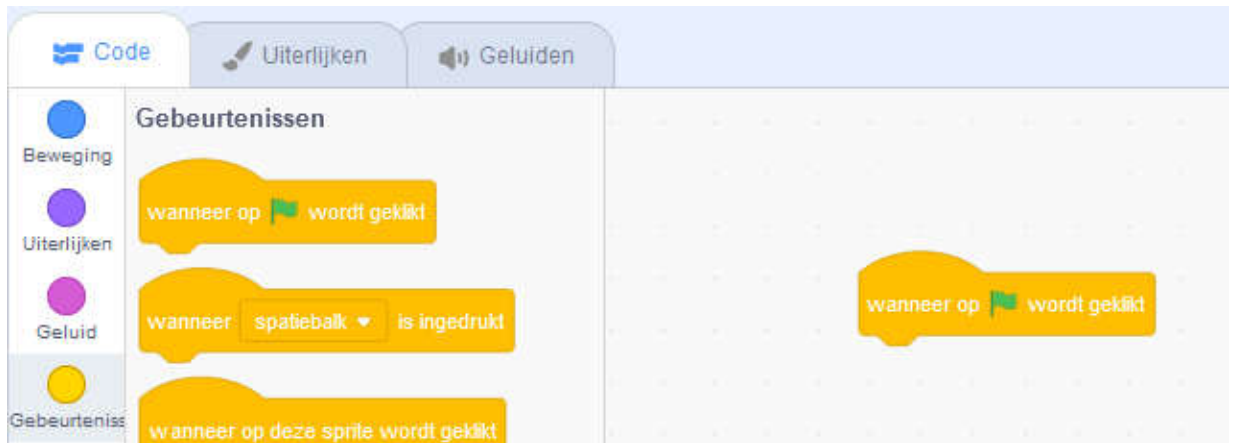 Code Uiterlijken Geluiden
Beweging
Uiterlijken
Geluid
Gebeurteniss
Gebeurtenissen
wanneer op wordt geklikt
wanneer spatiebalk is ingedrukt
wanneer op deze sprite wordt geklikt
wanneer op wordt geklikt